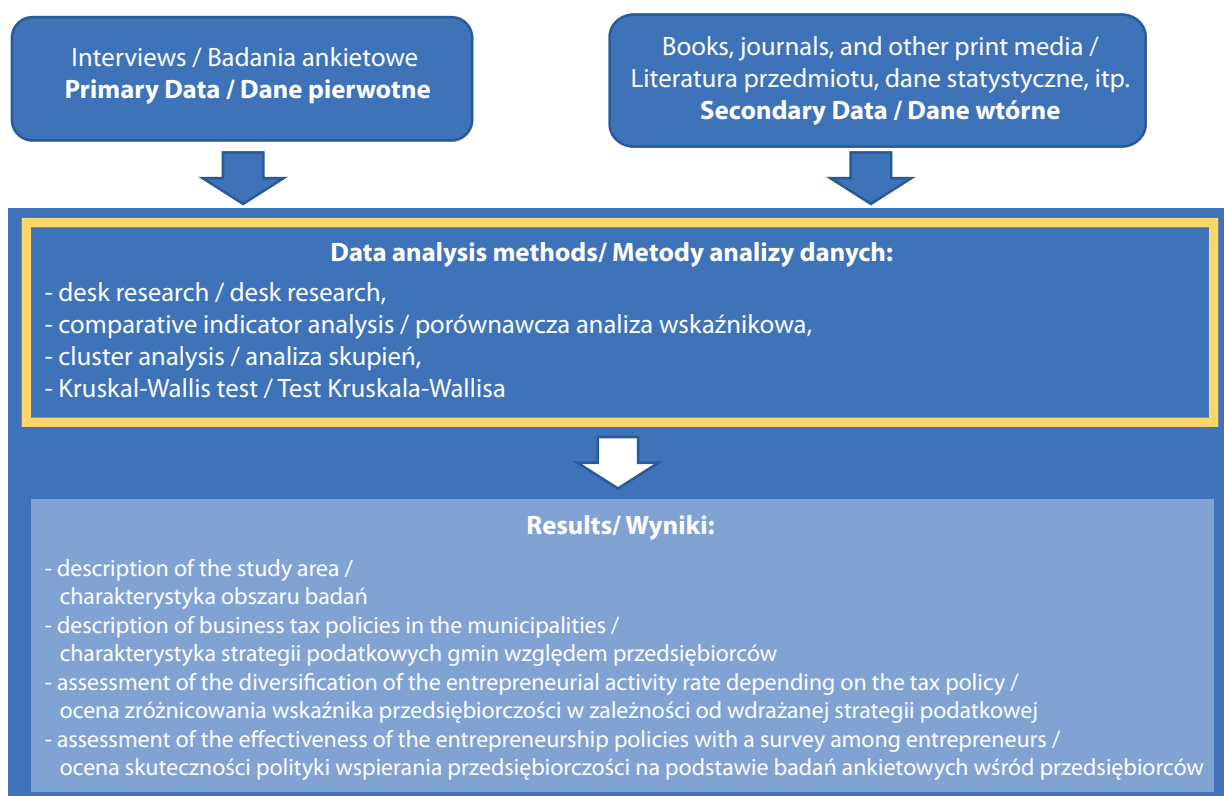 Interviews / Badania ankietowe
Primary Data / Dane pierwotne
Books, journals, and other print media /
Literatura przedmiotu, dane statystyczne, itp.
Secondary Data / Dane wtórne
Data analysis methods/ Metody analizy danych:
- desk research / desk research,
- comparative indicator analysis / porównawcza analiza wskaźnikowa,
- cluster analysis / analiza skupień,
- Kruskal-Wallis test / Test Kruskala-Wallisa
Results/ Wyniki:
- description of the study area /
charakterystyka obszaru badań
- description of business tax policies in the municipalities /
charakterystyka strategii podatkowych gmin względem przedsiębiorców
- assessment of the diversification of the entrepreneurial activity rate depending on the tax policy /
ocena zróżnicowania wskaźnika przedsiębiorczości w zależności od wdrażanej strategii podatkowej
- assessment of the effectiveness of the entrepreneurship policies with a survey among entrepreneurs /
ocena skuteczności polityki wspierania przedsiębiorczości na podstawie badań ankietowych wśród przedsiębiorców